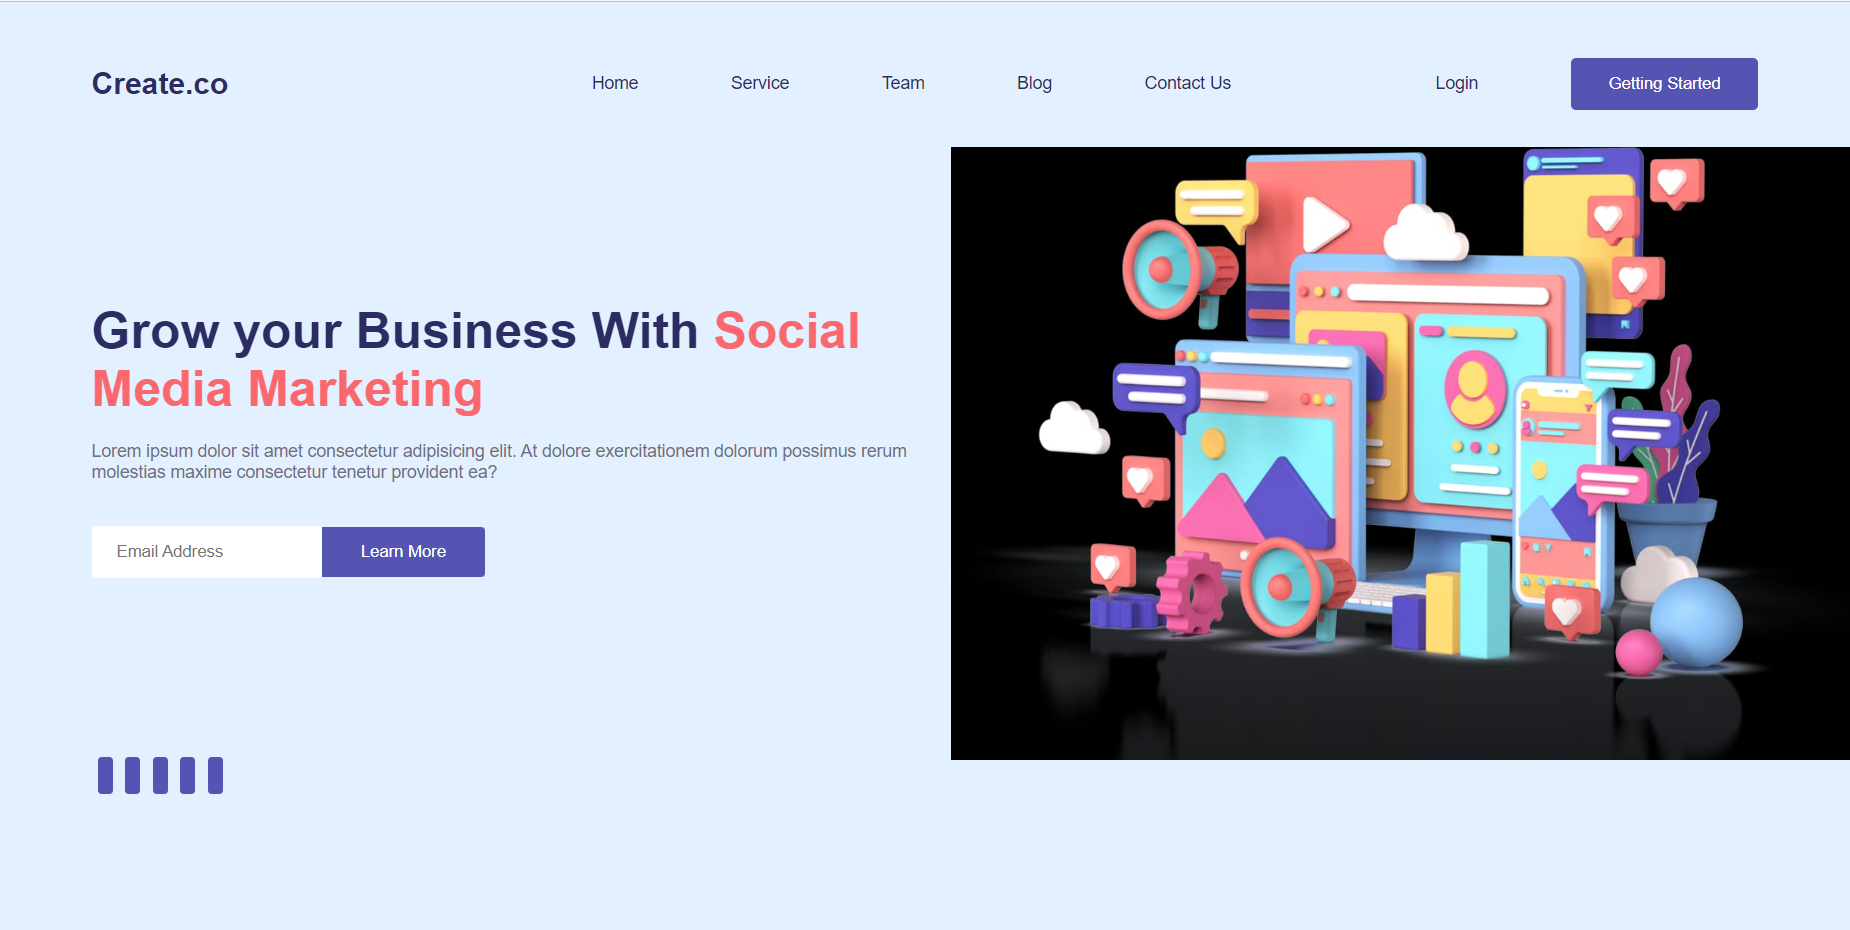 Create.co
Home
Service
Team
Blog
Contact Us
Login
Getting Started
Grow your Business With Social
Media Marketing
Lorem ipsum dolor sit amet consectetur adipisicing elit. At dolore exercitationem dolorum possimus rerum
molestias maxime consectetur tenetur provident ea?
Email Address
Learn More